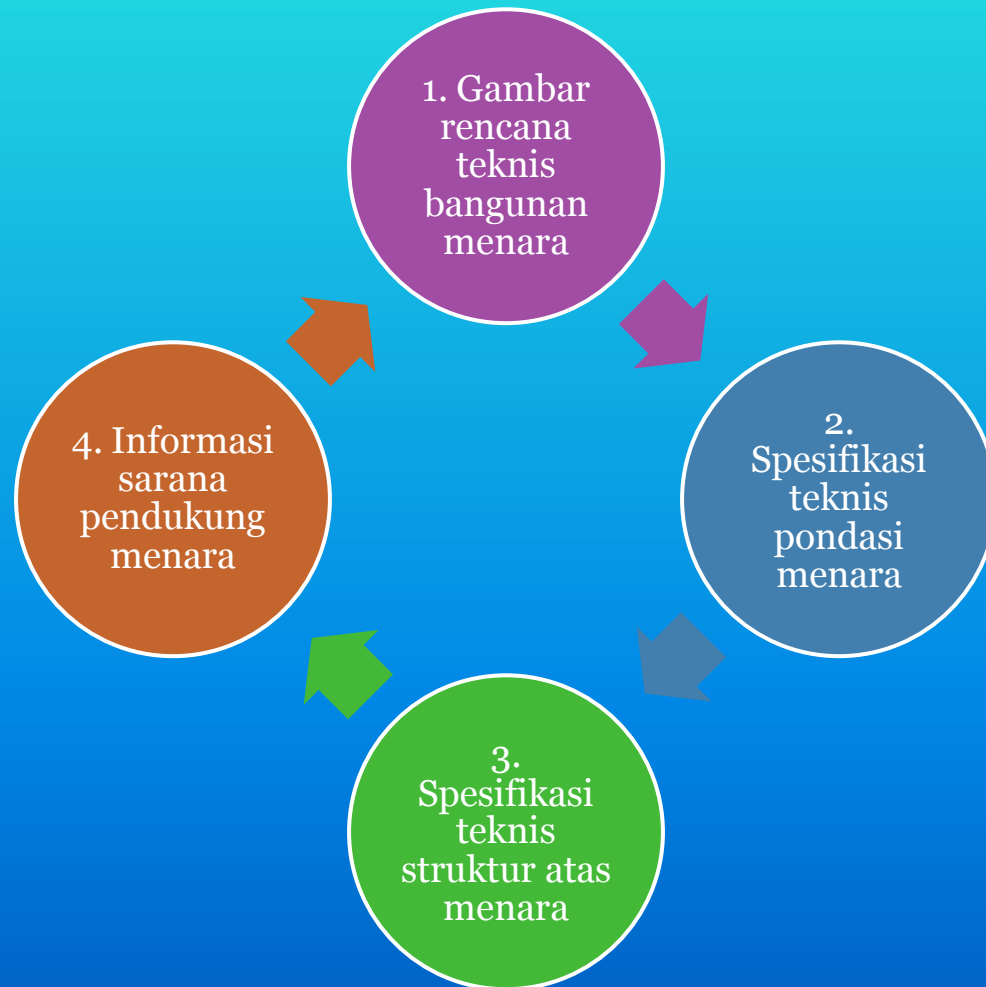 1. Gambar
rencana
teknis
bangunan
menara
2.
Spesifikasi
teknis
pondasi
menara
3.
Spesifikasi
teknis
struktur atas
menara
4. Informasi
sarana
pendukung
menara